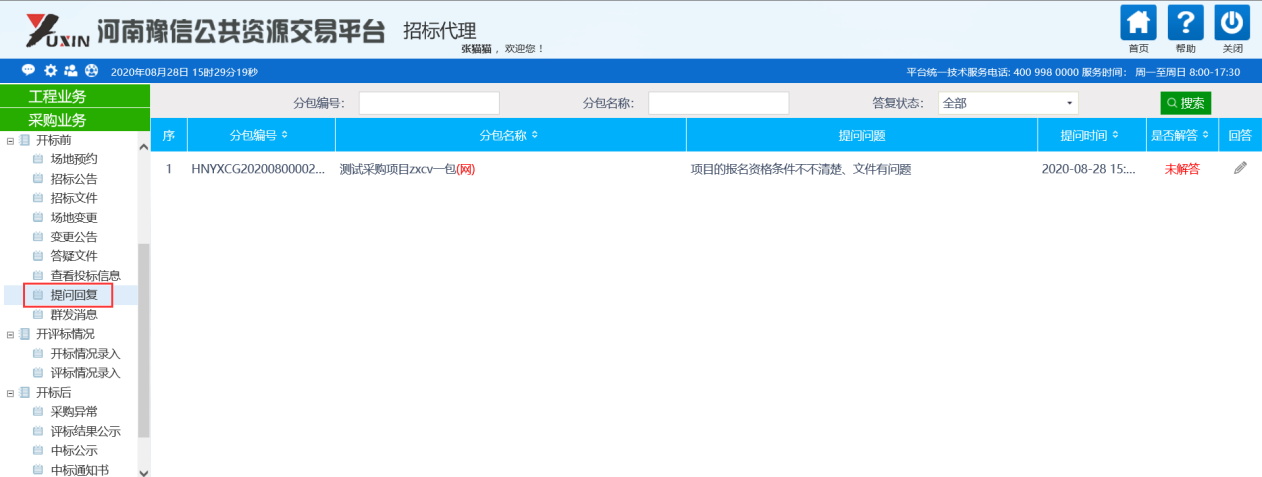 YUXIN 河南豫信公共资源交易平台 招标代理
张猫猫，欢迎您！
首页 帮助 关闭
2020年08月28日 15时29分19秒 平台统一技术服务电话: 400 998 0000 服务时间： 周一至周日 8:00-17:30
工程业务
采购业务
分包编号： 分包名称： 答复状态： 全部 搜索
序 分包编号 分包名称 提问问题 提问时间 是否解答 回答
1 HNYXCG20200800002... 测试采购项目zxcv一包(网) 项目的报名资格条件不不清楚、文件有问题 2020-08-28 15:... 未解答
开标前
场地预约
招标公告
招标文件
场地变更
变更公告
答疑文件
查看投标信息
提问回复
群发消息
开评标情况
开标情况录入
评标情况录入
开标后
采购异常
评标结果公示
中标公示
中标通知书